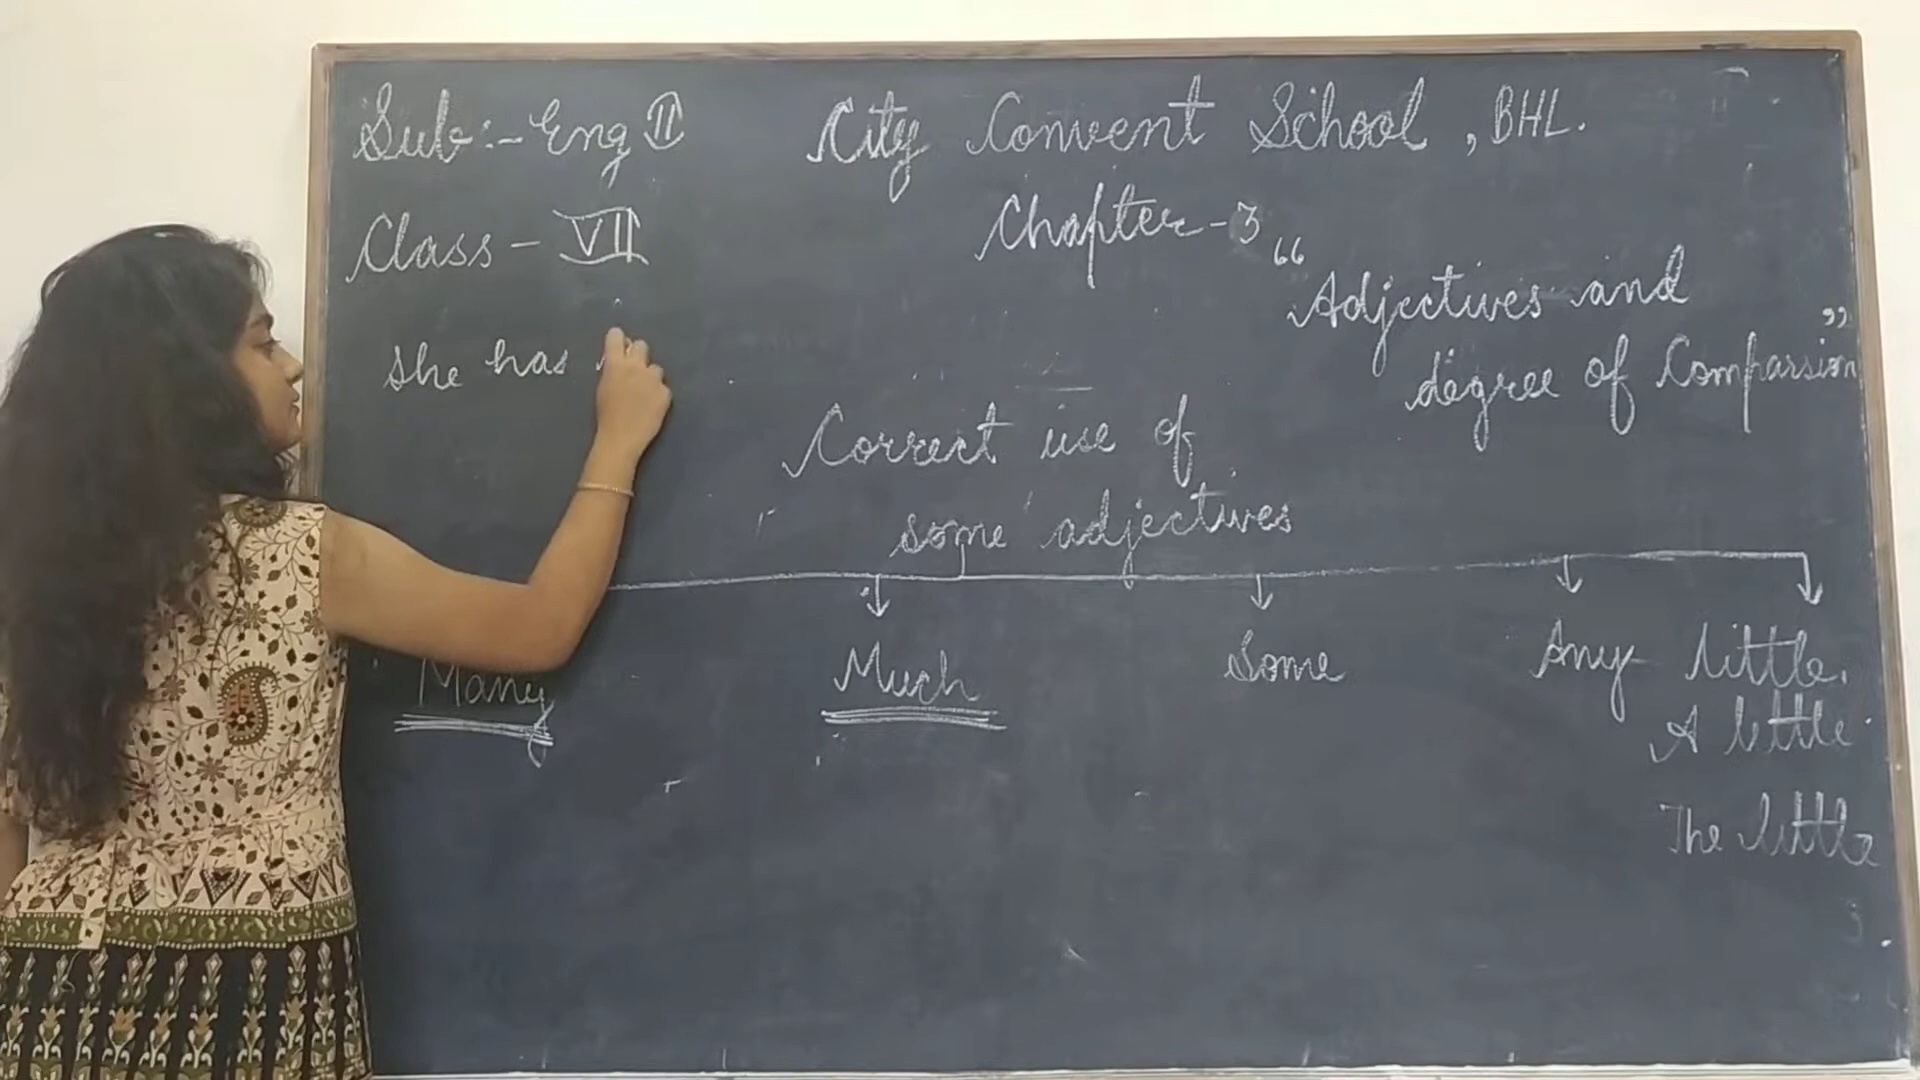 Sub:- Eng II
City Convent School, BHL.
Class - VII
Chapter - 3
"Adjectives and
degree of Comparsion"
She has
Correct use of
some adjectives
Many
Much
Some
Any
little.
A little
The little